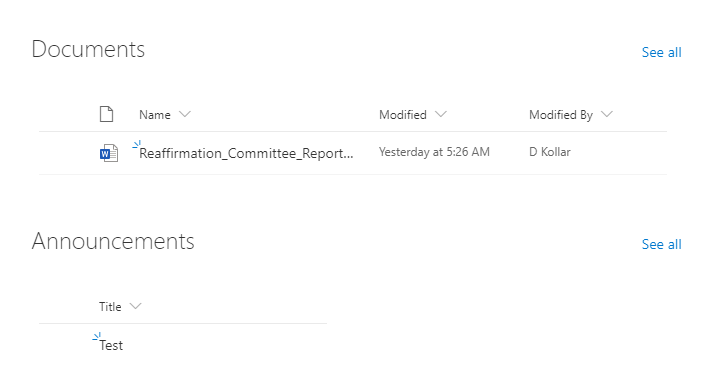 Documents See all
Name Modified Modified By
W Reaffirmation_Committee_Report... Yesterday at 5:26 AM D Kollar
Announcements See all
Title
Test